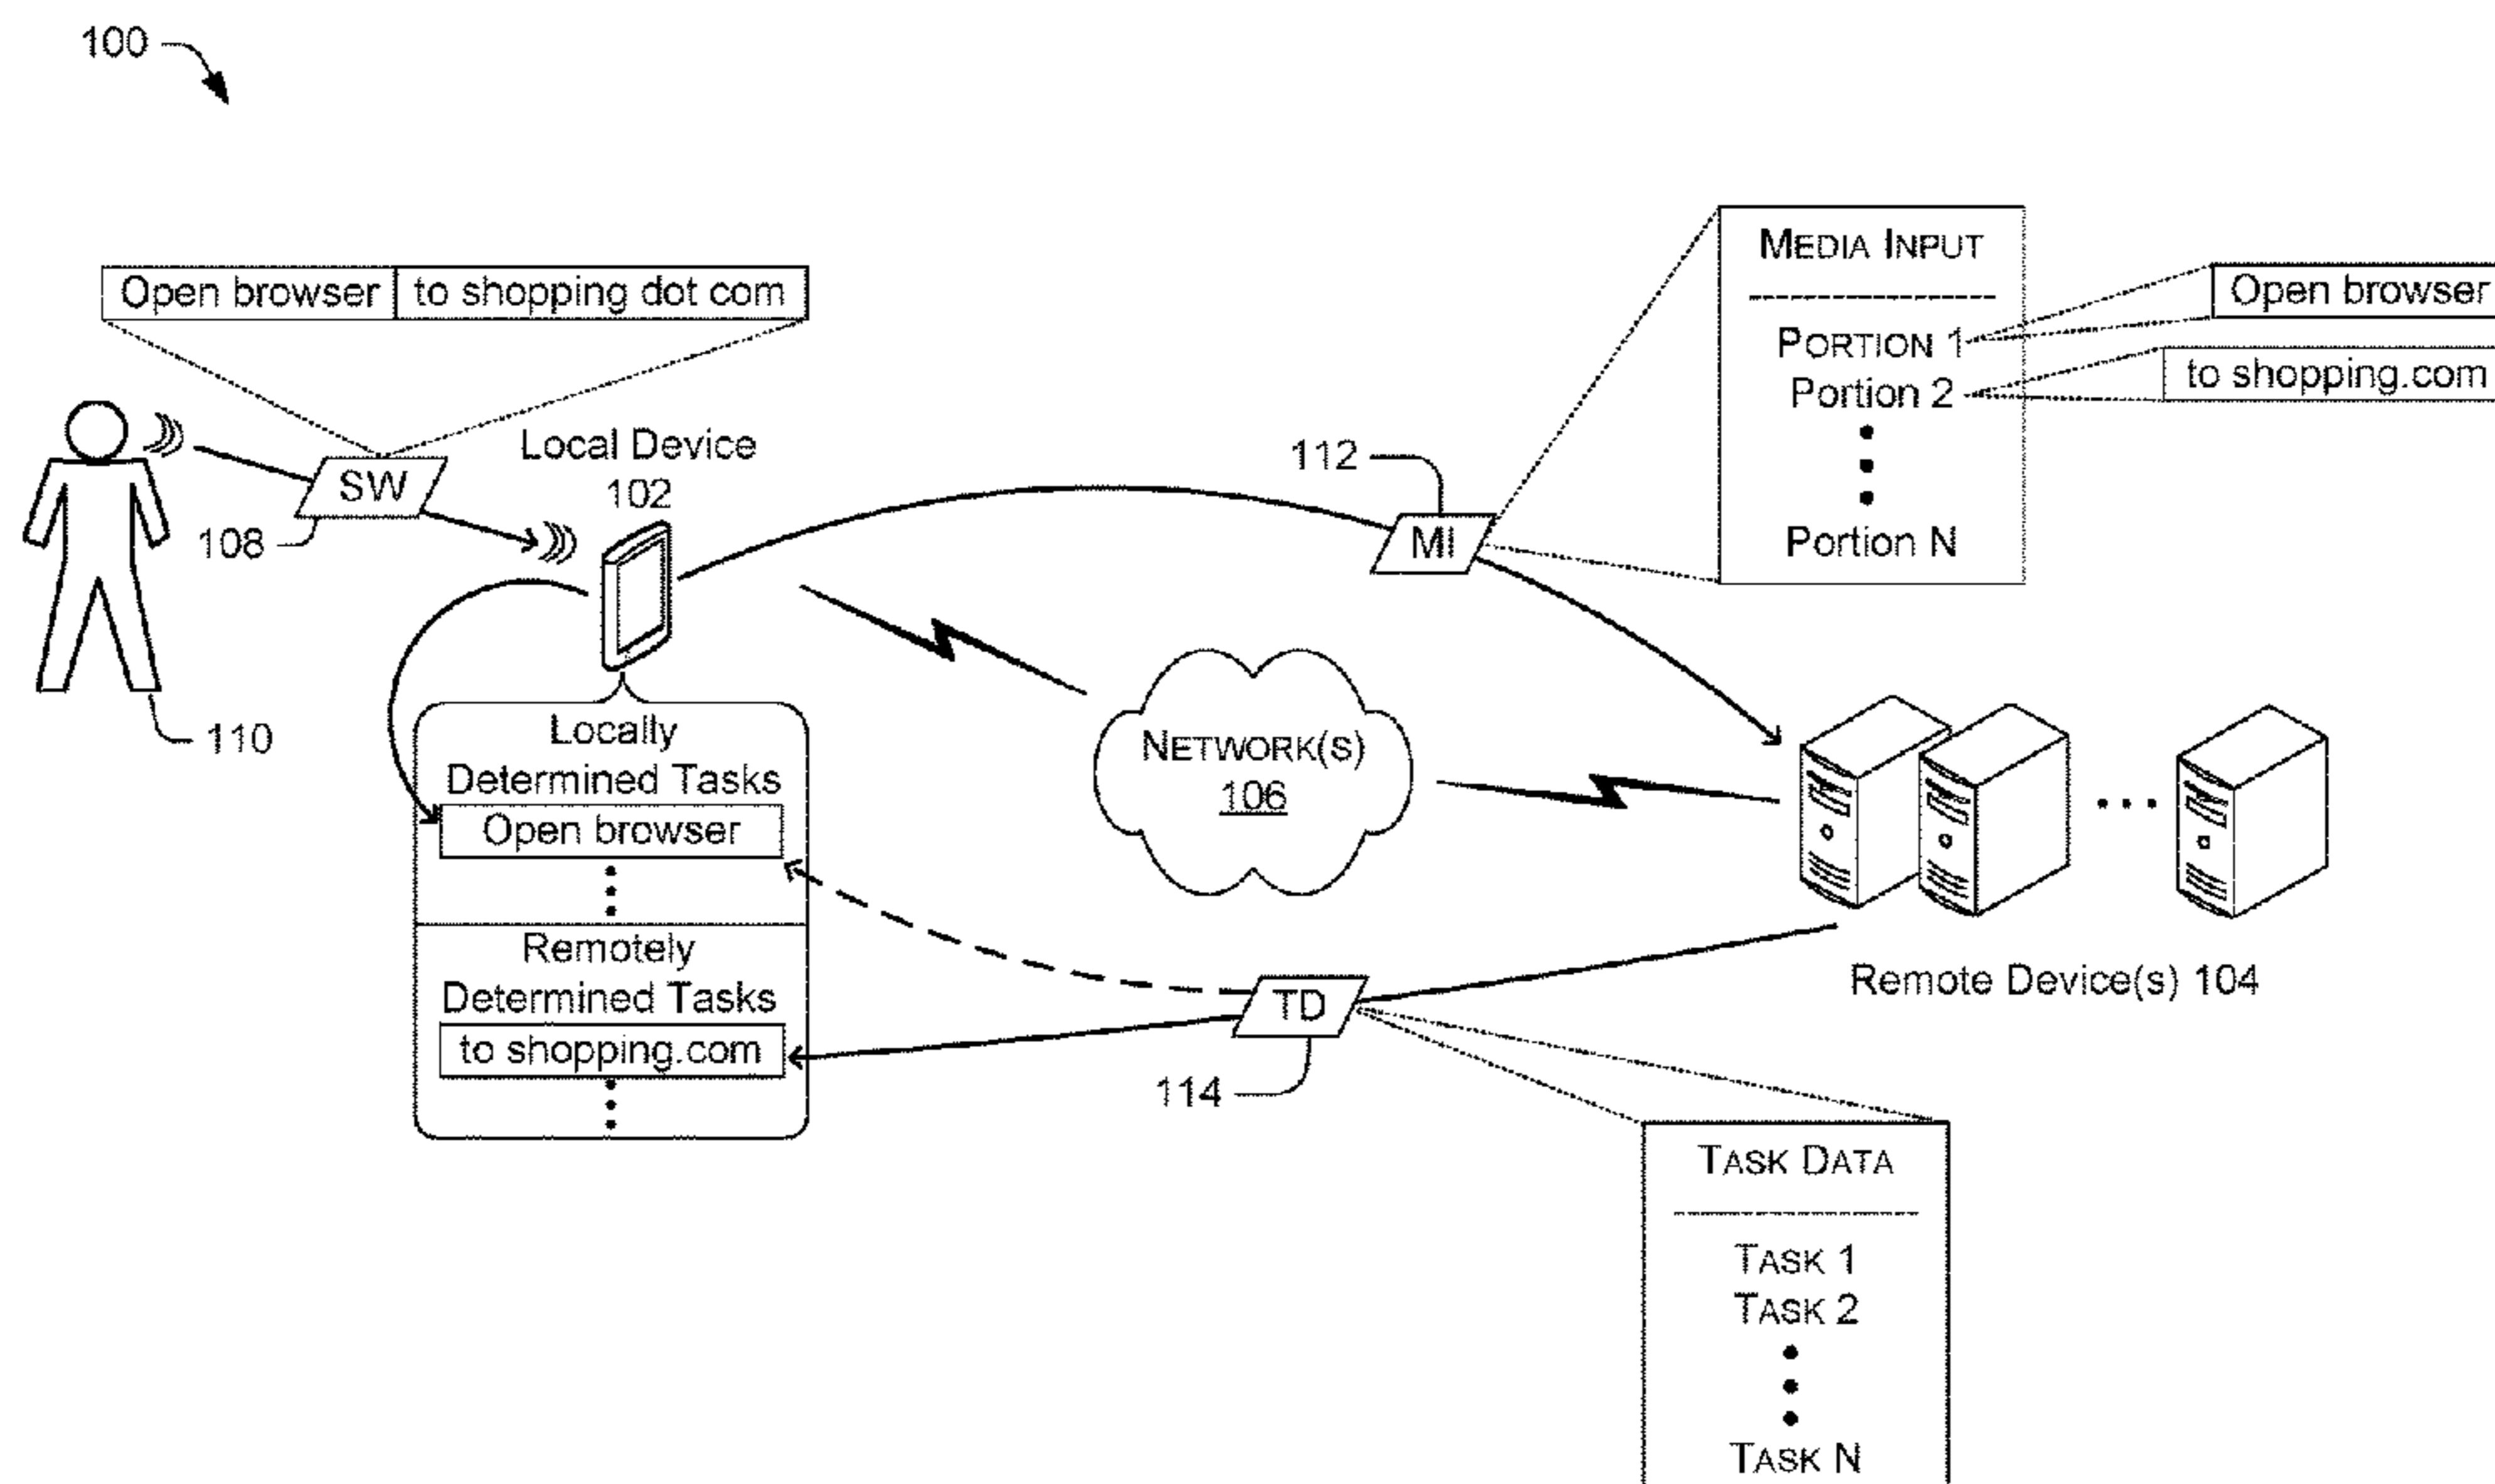 100
Open browser
to shopping dot com
SW
108
110
Local Device
102
112
MI
MEDIA INPUT
PORTION 1
Portion 2
Portion N
Open browser
to shopping.com
Locally
Determined Tasks
Open browser
Remotely
Determined Tasks
to shopping.com
NETWORK(S)
106
Remote Device(s) 104
TD
114
TASK DATA
TASK 1
TASK 2
TASK N